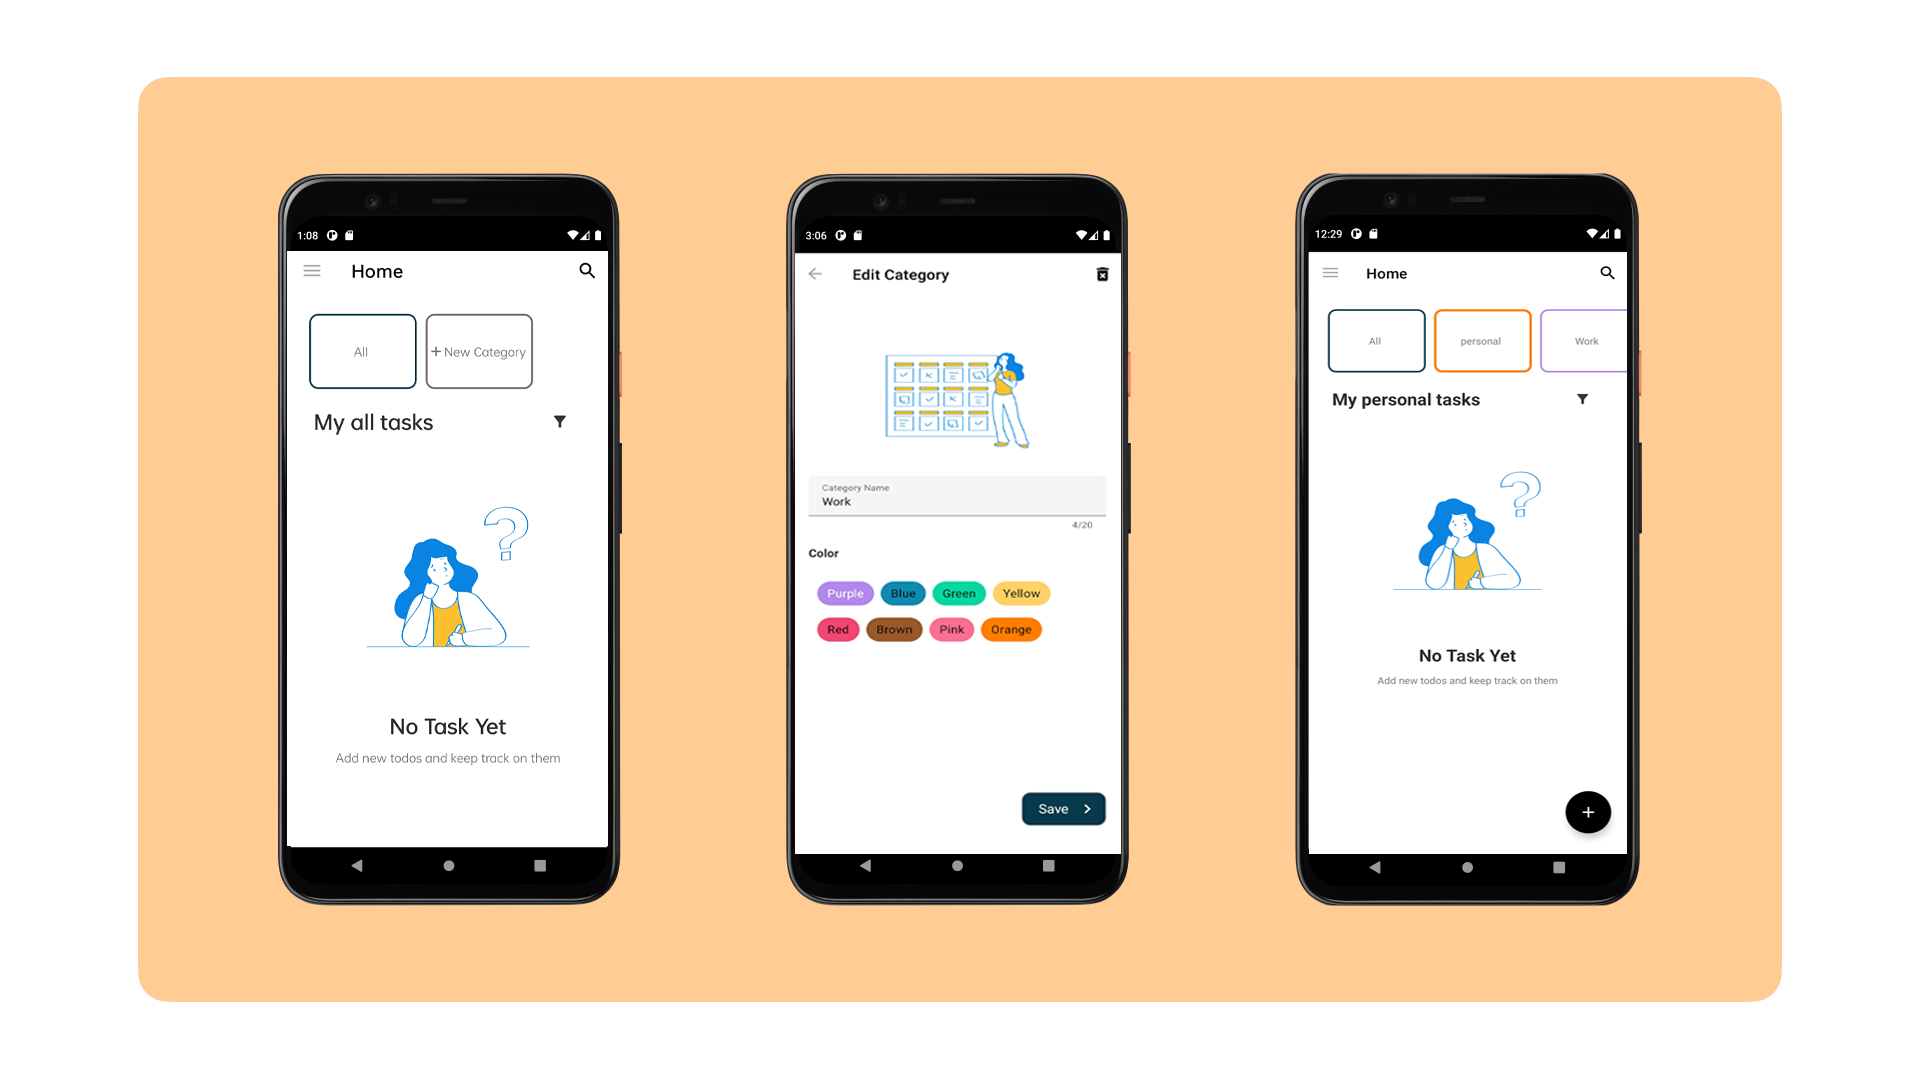 1:08
Home
All
+ New Category
My all tasks
?
No Task Yet
Add new todos and keep track on them
3:06
Edit Category
Category Name
Work
4/20
Color
Purple Blue Green Yellow
Red Brown Pink Orange
Save >
12:29
Home
All personal Work
My personal tasks
?
No Task Yet
Add new todos and keep track on them
+